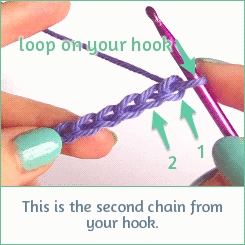 loop on your hook
1
2
This is the second chain from
your hook.